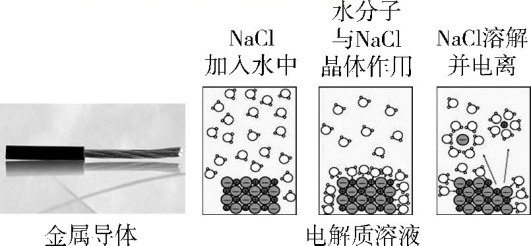 NaCl
加入水中
水分子
与NaCl
晶体作用
NaCl溶解
并电离
金属导体
电解质溶液